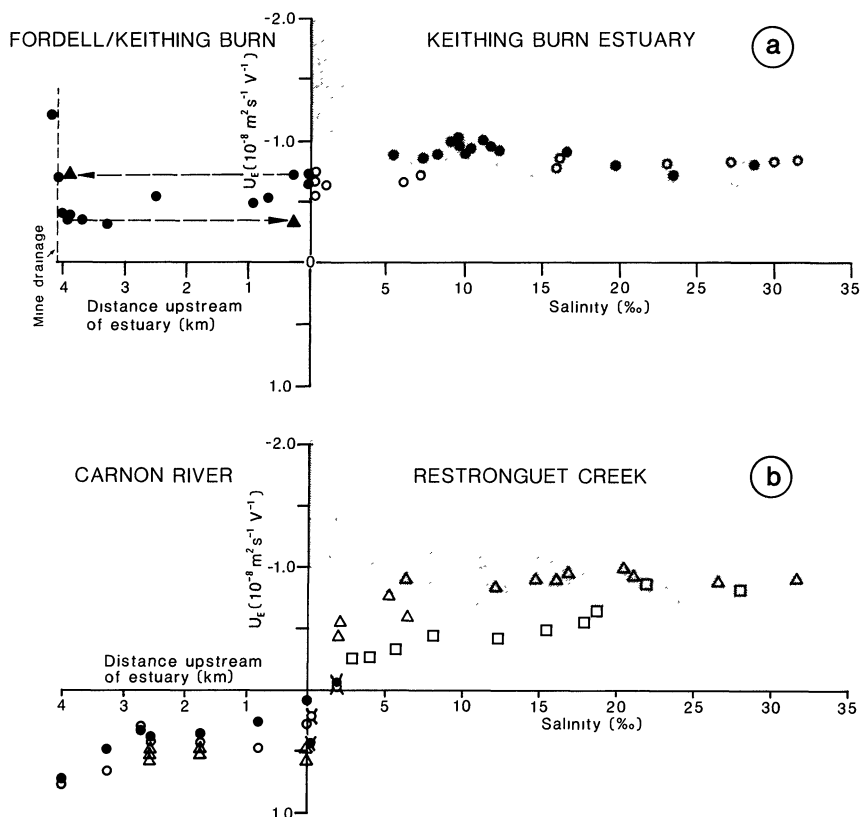 FORDELL/KEITHING BURN
KEITHING BURN ESTUARY
a
-2.0
-1.0
0
1.0
U_E (10⁻⁸ m² s⁻¹ V⁻¹)
Mine drainage
4 3 2 1
Distance upstream
of estuary (km)
5 10 15 20 25 30 35
Salinity (‰)
CARNON RIVER
RESTRONGUET CREEK
b
-2.0
-1.0
1.0
U_E (10⁻⁸ m² s⁻¹ V⁻¹)
Distance upstream
of estuary (km)
4 3 2 1 0
5 10 15 20 25 30 35
Salinity (‰)